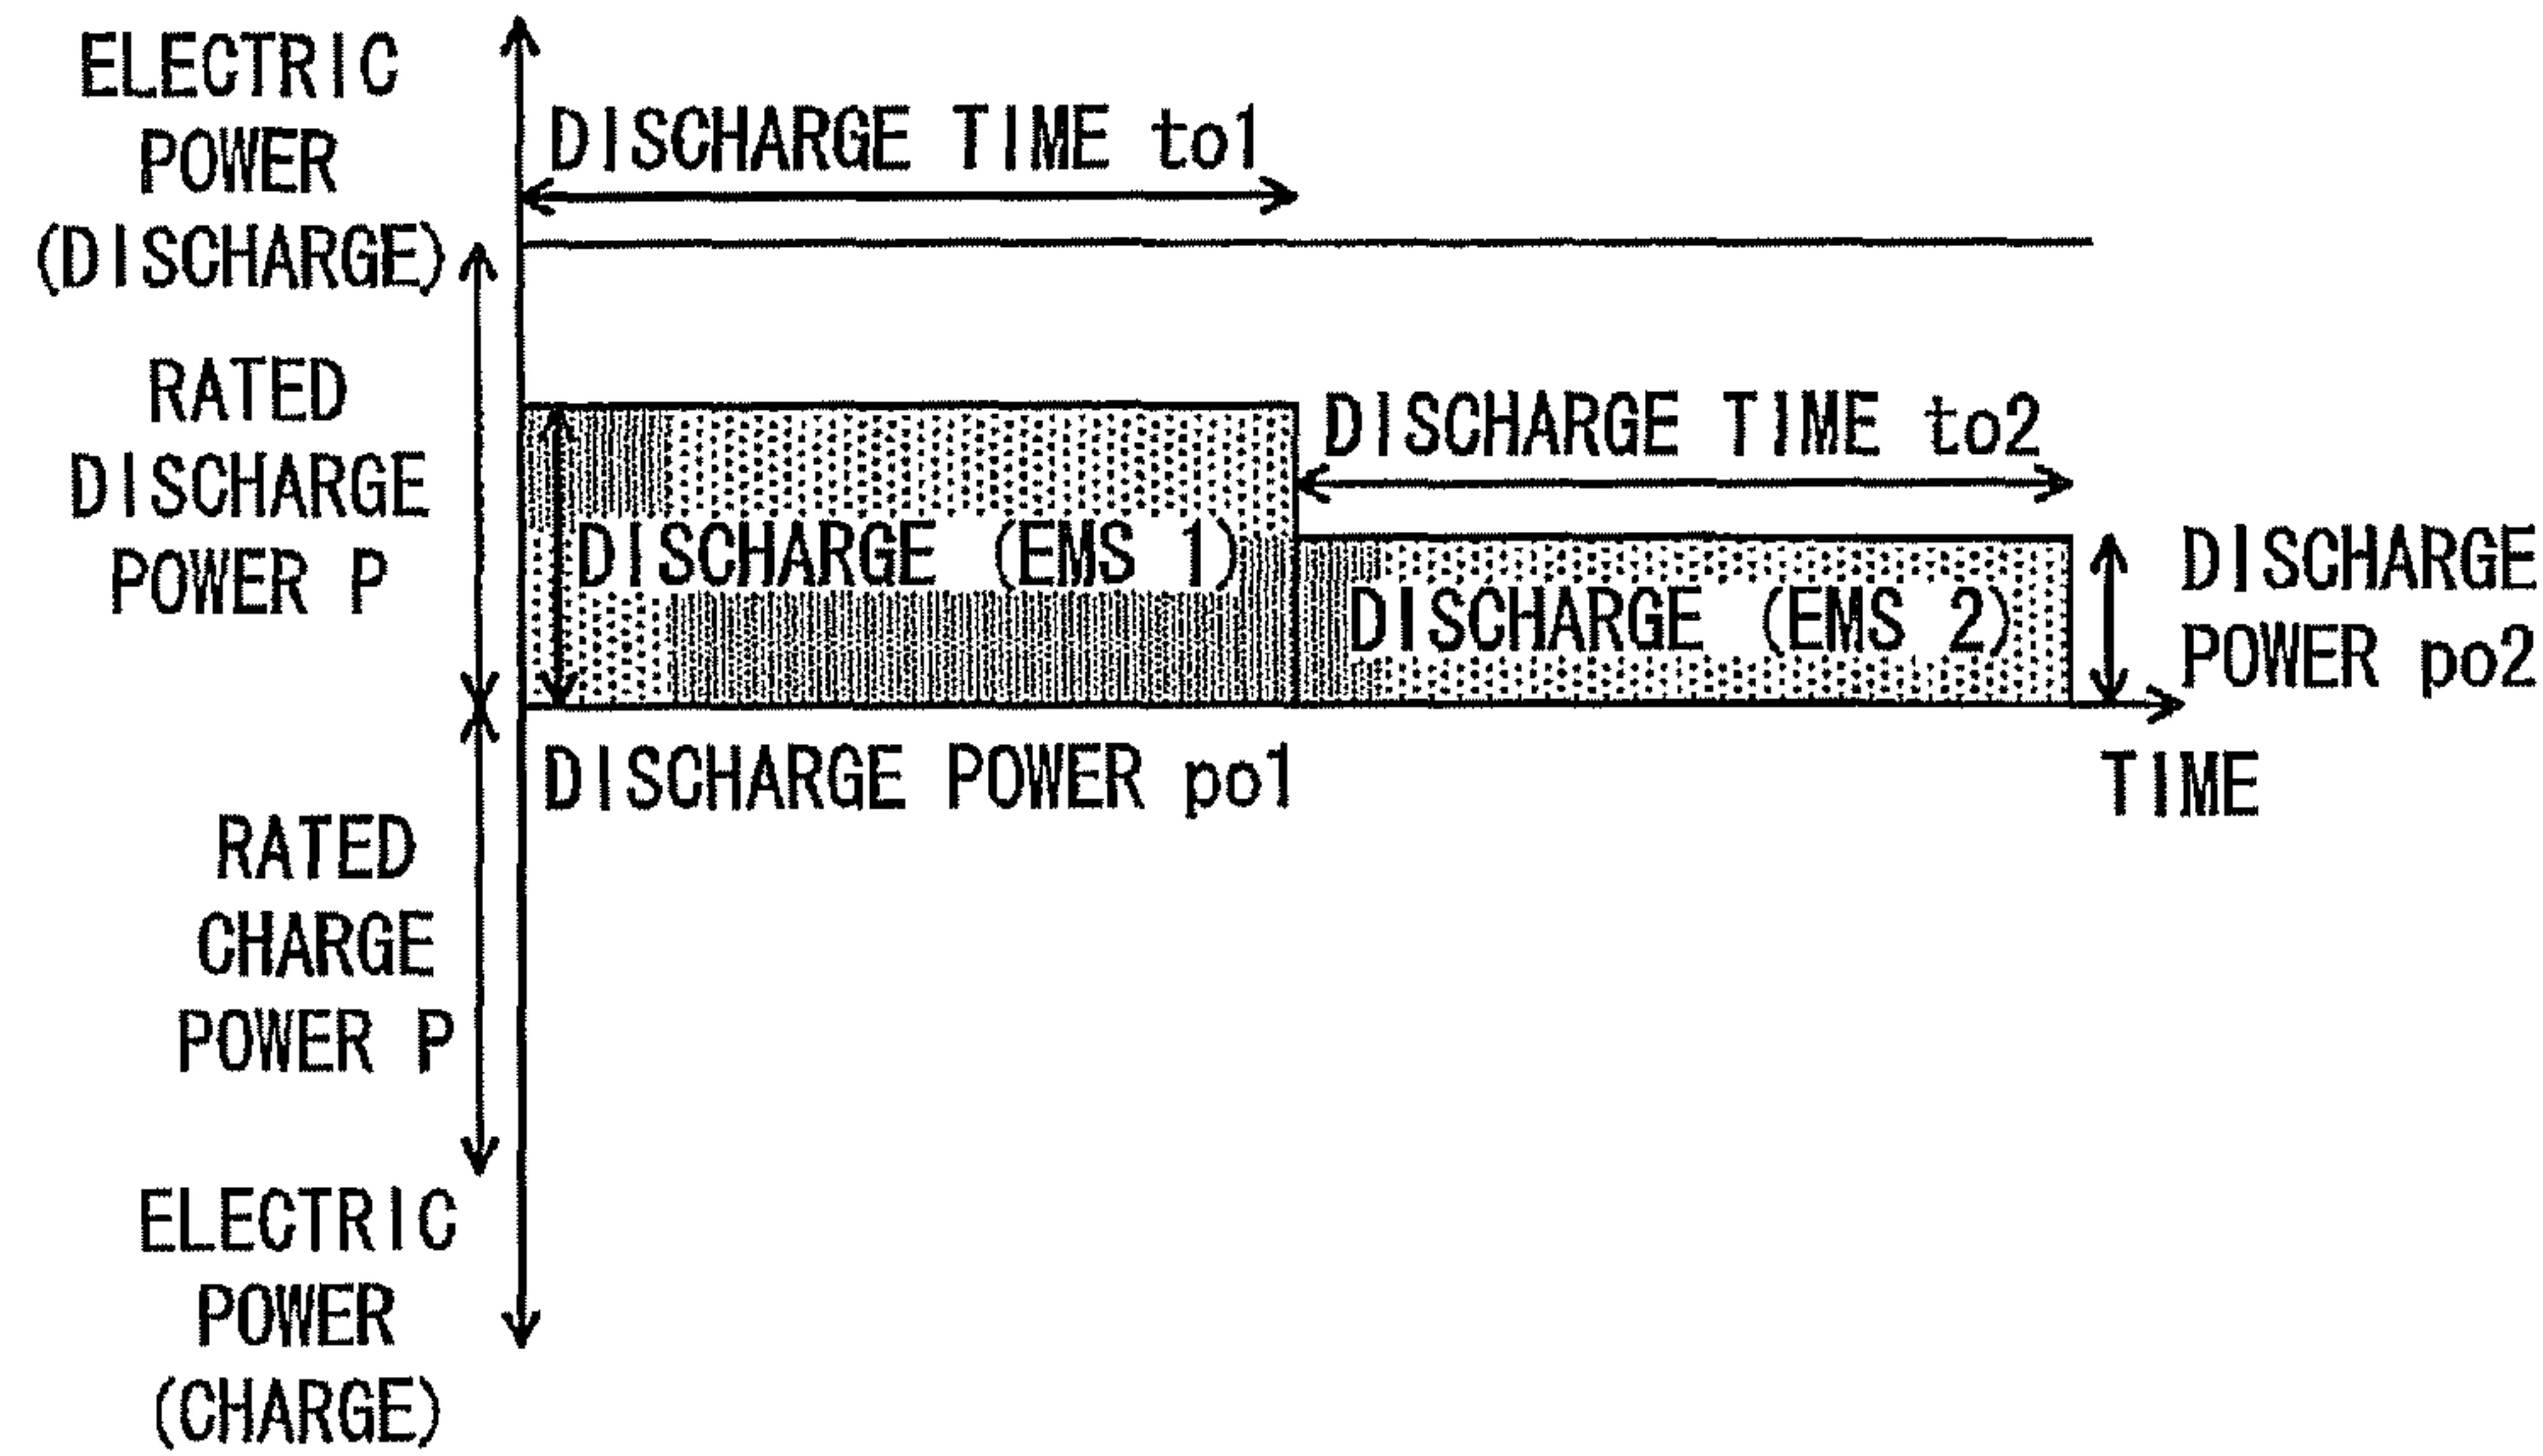 ELECTRIC
POWER
(DISCHARGE)
DISCHARGE TIME to1
RATED
DISCHARGE
POWER P
DISCHARGE TIME to2
DISCHARGE (EMS 1)
DISCHARGE (EMS 2)
DISCHARGE
POWER po2
DISCHARGE POWER po1
TIME
RATED
CHARGE
POWER P
ELECTRIC
POWER
(CHARGE)